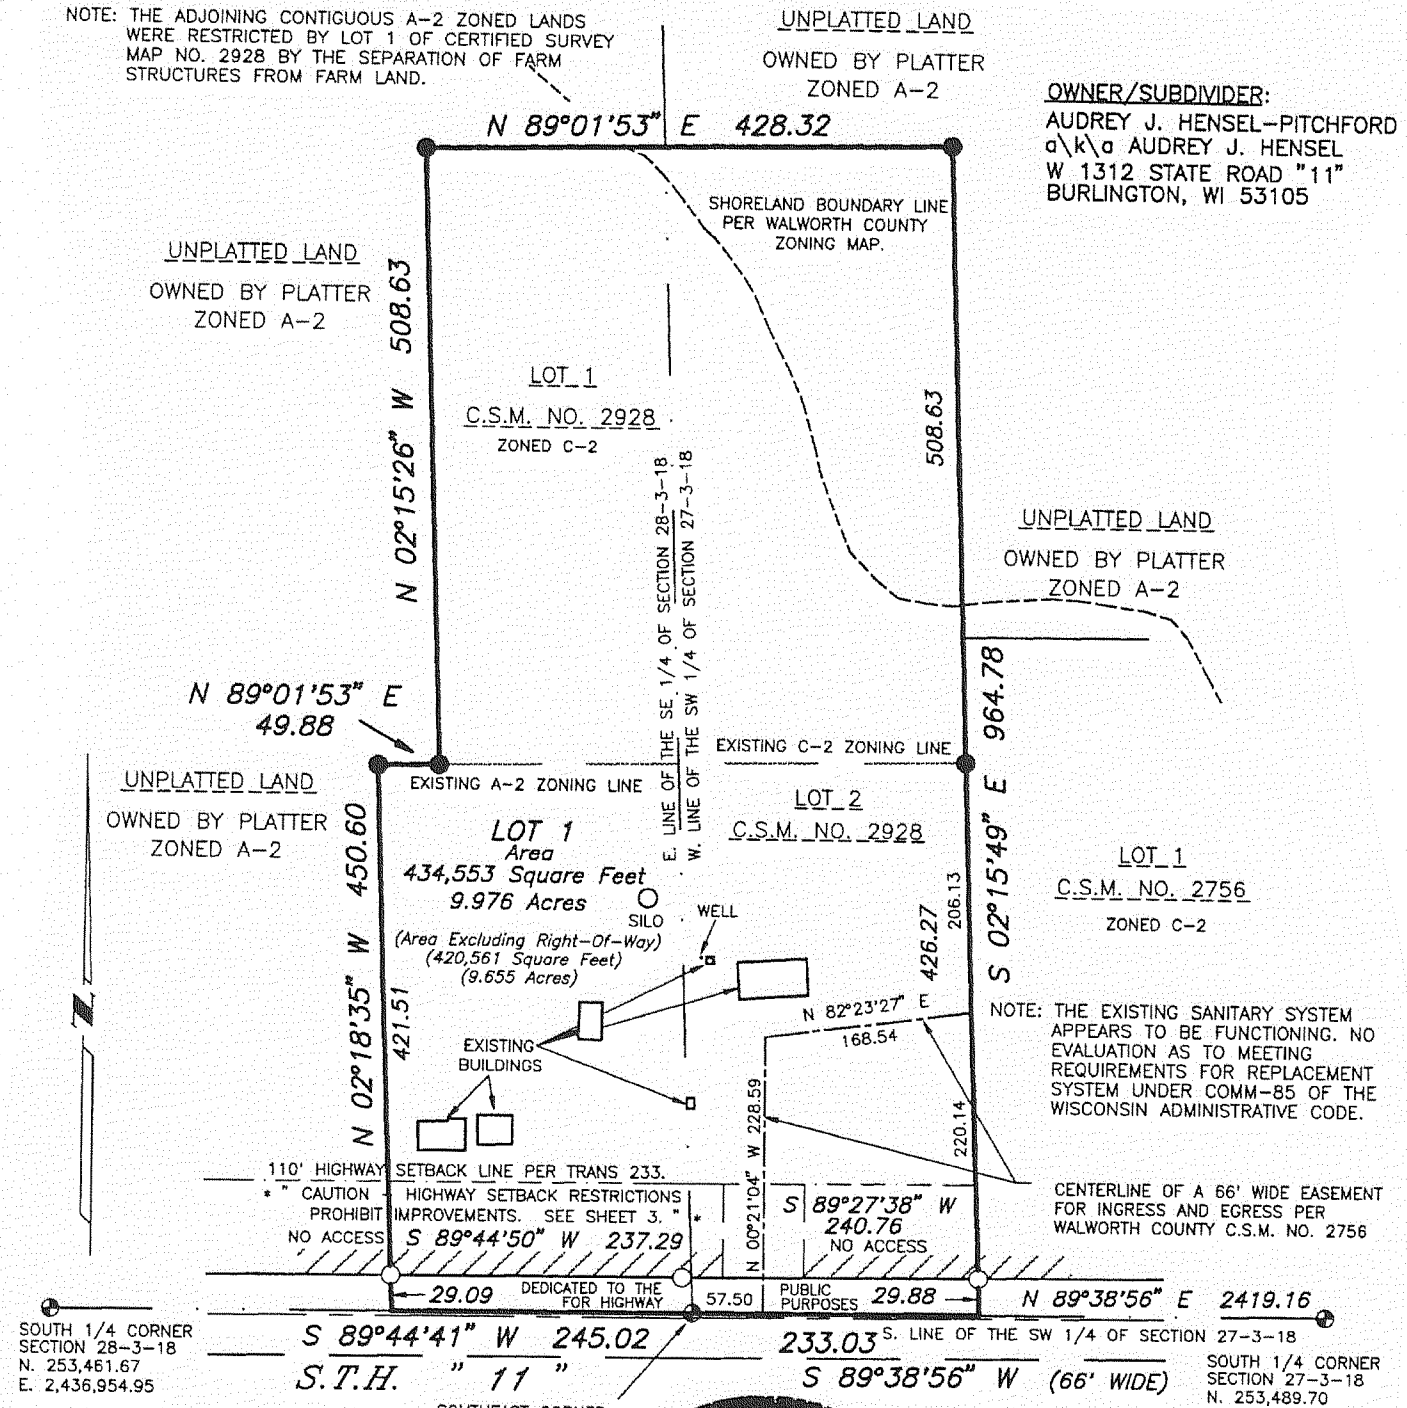 NOTE: THE ADJOINING CONTIGUOUS A-2 ZONED LANDS
WERE RESTRICTED BY LOT 1 OF CERTIFIED SURVEY
MAP NO. 2928 BY THE SEPARATION OF FARM
STRUCTURES FROM FARM LAND.
UNPLATTED LAND
OWNED BY PLATTER
ZONED A-2
OWNER/SUBDIVIDER:
AUDREY J. HENSEL-PITCHFORD
a\k\a AUDREY J. HENSEL
W 1312 STATE ROAD "11"
BURLINGTON, WI 53105
N 89°01'53" E 428.32
SHORELAND BOUNDARY LINE
PER WALWORTH COUNTY
ZONING MAP.
UNPLATTED LAND
OWNED BY PLATTER
ZONED A-2
N 02°15'26" W 508.63
LOT 1
C.S.M. NO. 2928
ZONED C-2
508.63
E. LINE OF THE SE 1/4 OF SECTION 28-3-18
W. LINE OF THE SW 1/4 OF SECTION 27-3-18
UNPLATTED LAND
OWNED BY PLATTER
ZONED A-2
N 89°01'53" E
49.88
S 02°15'49" E 964.78
EXISTING C-2 ZONING LINE
EXISTING A-2 ZONING LINE
UNPLATTED LAND
OWNED BY PLATTER
ZONED A-2
N 02°18'35" W 450.60
421.51
LOT 1
Area
434,553 Square Feet
9.976 Acres
(Area Excluding Right-Of-Way)
(420,561 Square Feet)
(9.655 Acres)
SILO
WELL
LOT 2
C.S.M. NO. 2928
426.27
206.13
LOT 1
C.S.M. NO. 2756
ZONED C-2
EXISTING
BUILDINGS
N 82°23'27" E
168.54
N 00°21'04" W 228.59
220.14
NOTE: THE EXISTING SANITARY SYSTEM
APPEARS TO BE FUNCTIONING. NO
EVALUATION AS TO MEETING
REQUIREMENTS FOR REPLACEMENT
SYSTEM UNDER COMM-85 OF THE
WISCONSIN ADMINISTRATIVE CODE.
110' HIGHWAY SETBACK LINE PER TRANS 233.
* " CAUTION - HIGHWAY SETBACK RESTRICTIONS
PROHIBIT IMPROVEMENTS. SEE SHEET 3. " *
NO ACCESS S 89°44'50" W 237.29
S 89°27'38" W
240.76
NO ACCESS
CENTERLINE OF A 66' WIDE EASEMENT
FOR INGRESS AND EGRESS PER
WALWORTH COUNTY C.S.M. NO. 2756
29.09
DEDICATED TO THE
FOR HIGHWAY
57.50
PUBLIC
PURPOSES
29.88
N 89°38'56" E 2419.16
SOUTH 1/4 CORNER
SECTION 28-3-18
N. 253,461.67
E. 2,436,954.95
S 89°44'41" W 245.02
233.03
S. LINE OF THE SW 1/4 OF SECTION 27-3-18
S.T.H. " 11 "
S 89°38'56" W (66' WIDE)
SOUTH 1/4 CORNER
SECTION 27-3-18
N. 253,489.70